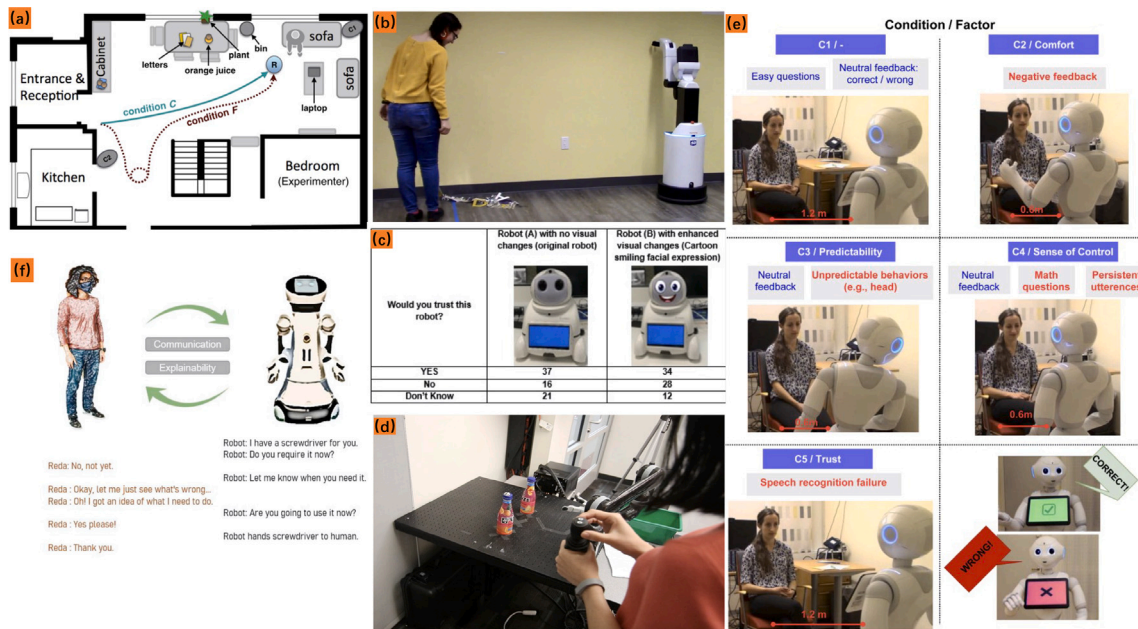 (a)
Cabinet
letters
orange juice
plant
bin
sofa
C1
Entrance &
Reception
R
sofa
laptop
condition C
condition F
C2
Kitchen
Bedroom
(Experimenter)
(b)
(c)
Robot (A) with no visual
changes (original robot)
Robot (B) with enhanced
visual changes (Cartoon
smiling facial expression)
Would you trust this
robot?
YES 37 34
No 16 28
Don't Know 21 12
(d)
(e)
Condition / Factor
C1 / -
Easy questions
Neutral feedback:
correct / wrong
1.2 m
C2 / Comfort
Negative feedback
0.6m
C3 / Predictability
Neutral
feedback
Unpredictable behaviors
(e.g., head)
C4 / Sense of Control
Neutral
feedback
Math
questions
Persistent
utterences
0.6m
C5 / Trust
Speech recognition failure
1.2 m
CORRECT!
WRONG!
(f)
Communication
Explainability
Robot: I have a screwdriver for you.
Robot: Do you require it now?
Reda: No, not yet.
Robot: Let me know when you need it.
Reda : Okay, let me just see what's wrong...
Reda : Oh! I got an idea of what I need to do.
Robot: Are you going to use it now?
Reda : Yes please!
Robot hands screwdriver to human.
Reda : Thank you.